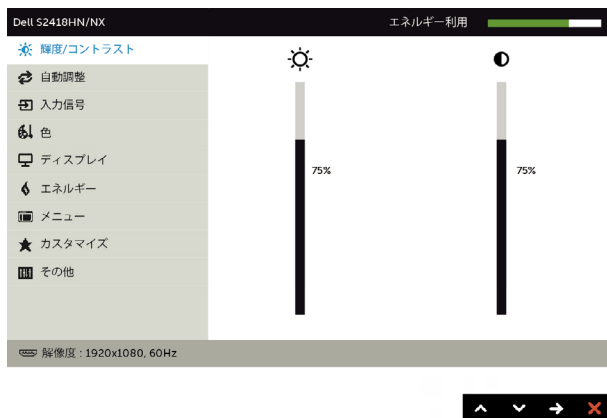 Dell S2418HN/NX
エネルギー利用
輝度/コントラスト
自動調整
入力信号
色
ディスプレイ
エネルギー
メニュー
カスタマイズ
その他
75%
75%
解像度 : 1920x1080, 60Hz